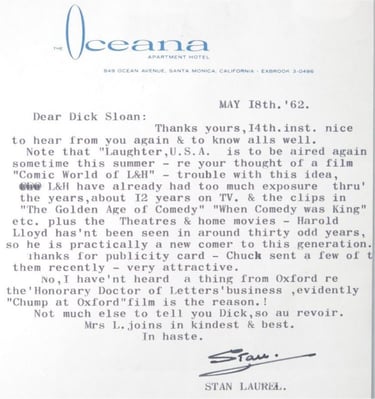 THE Oceana
APARTMENT HOTEL
849 OCEAN AVENUE, SANTA MONICA, CALIFORNIA - EXBROOK 3-0486
MAY I8th.'62.
Dear Dick Sloan:
Thanks yours,I4th.inst. nice
to hear from you again & to know alls well.
Note that "Laughter,U.S.A. is to be aired again
sometime this summer - re your thought of a film
"Comic World of L&H" - trouble with this idea,
L&H have already had too much exposure thru'
the years,about I2 years on TV. & the clips in
"The Golden Age of Comedy" "When Comedy was King"
etc. plus the Theatres & home movies - Harold
Lloyd has'nt been seen in around thirty odd years,
so he is practically a new comer to this generation.
Thanks for publicity card - Chuck sent a few of t
them recently - very attractive.
No,I hav'nt heard a thing from Oxford re
the'Honorary Doctor of Letters'business ,evidently
"Chump at Oxford"film is the reason.!
Not much else to tell you Dick,so au revoir.
Mrs L.joins in kindest & best.
In haste.
Stan.
STAN LAUREL.